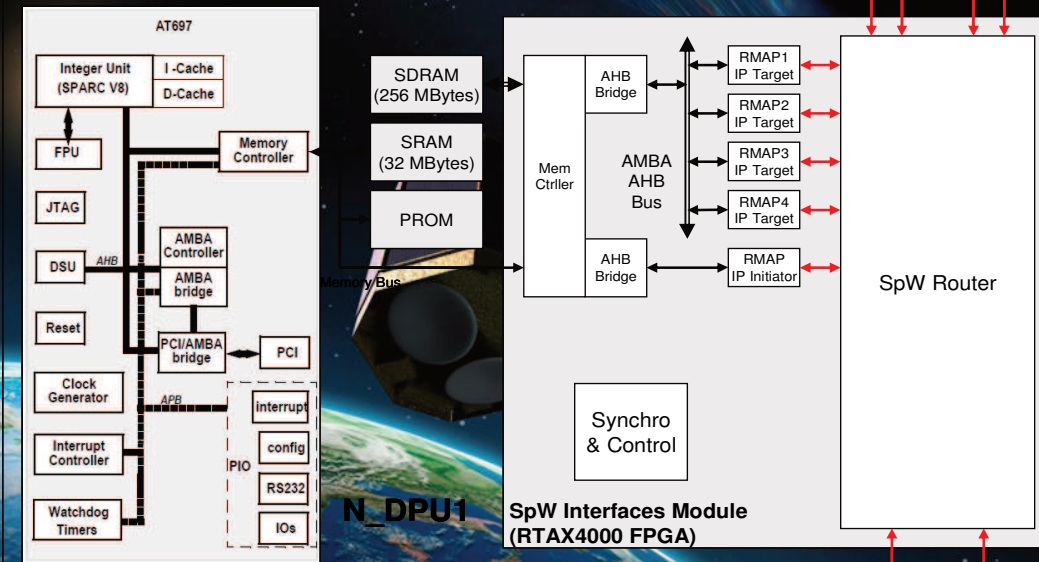 AT697
Integer Unit
(SPARC V8)
I -Cache
D-Cache
FPU
Memory
Controller
JTAG
AMBA
Controller
DSU
AHB
AMBA
bridge
Reset
PCI/AMBA
bridge
PCI
Clock
Generator
APB
interrupt
Interrupt
Controller
config
PIO
RS232
Watchdog
Timers
IOs
SDRAM
(256 MBytes)
SRAM
(32 MBytes)
PROM
Memory Bus
N_DPU1
Mem
Ctrller
AHB
Bridge
AHB
Bridge
AMBA
AHB
Bus
RMAP1
IP Target
RMAP2
IP Target
RMAP3
IP Target
RMAP4
IP Target
RMAP
IP Initiator
SpW Router
Synchro
& Control
SpW Interfaces Module
(RTAX4000 FPGA)